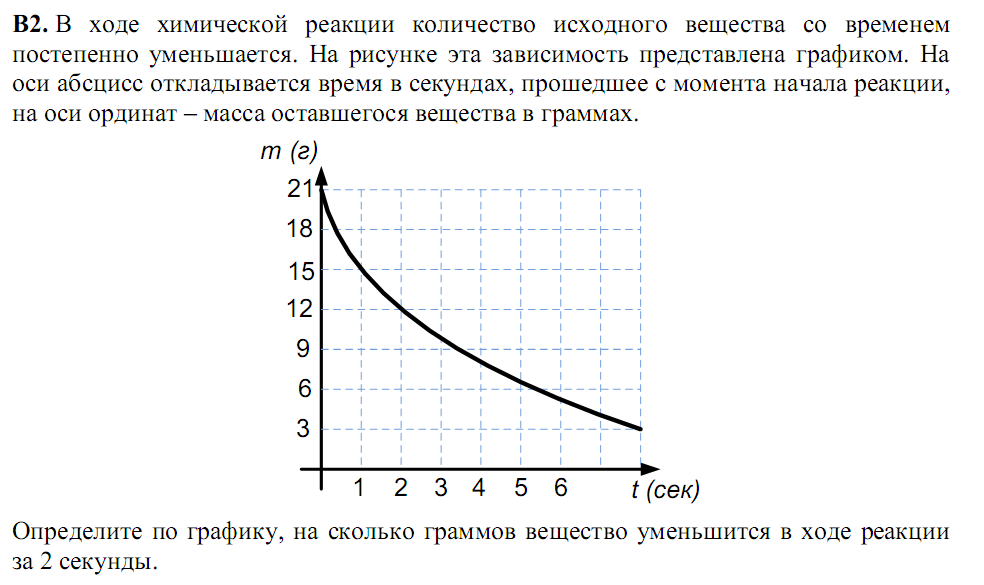 В2. В ходе химической реакции количество исходного вещества со временем
постепенно уменьшается. На рисунке эта зависимость представлена графиком. На
оси абсцисс откладывается время в секундах, прошедшее с момента начала реакции,
на оси ординат – масса оставшегося вещества в граммах.
m (г)
21
18
15
12
9
6
3
1 2 3 4 5 6 t (сек)
Определите по графику, на сколько граммов вещество уменьшится в ходе реакции
за 2 секунды.